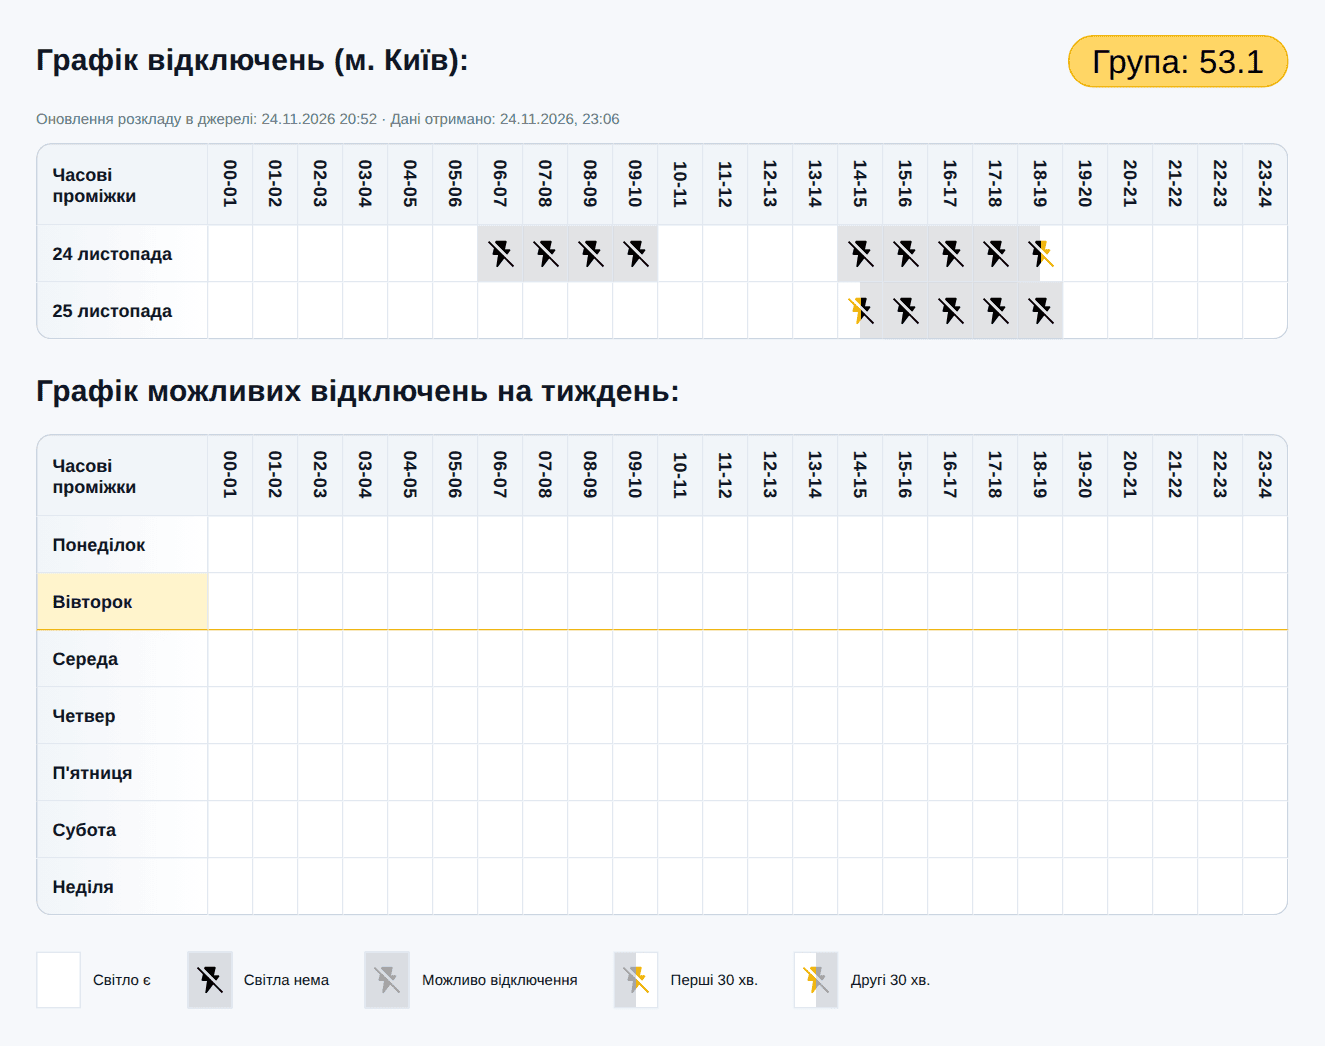 Графік відключень (м. Київ):
Група: 53.1
Оновлення розкладу в джерелі: 24.11.2026 20:52 · Дані отримано: 24.11.2026, 23:06
Часові проміжки 00-01 01-02 02-03 03-04 04-05 05-06 06-07 07-08 08-09 09-10 10-11 11-12 12-13 13-14 14-15 15-16 16-17 17-18 18-19 19-20 20-21 21-22 22-23 23-24
24 листопада
25 листопада
Графік можливих відключень на тиждень:
Часові проміжки 00-01 01-02 02-03 03-04 04-05 05-06 06-07 07-08 08-09 09-10 10-11 11-12 12-13 13-14 14-15 15-16 16-17 17-18 18-19 19-20 20-21 21-22 22-23 23-24
Понеділок
Вівторок
Середа
Четвер
П'ятниця
Субота
Неділя
Світло є Світла нема Можливо відключення Перші 30 хв. Другі 30 хв.